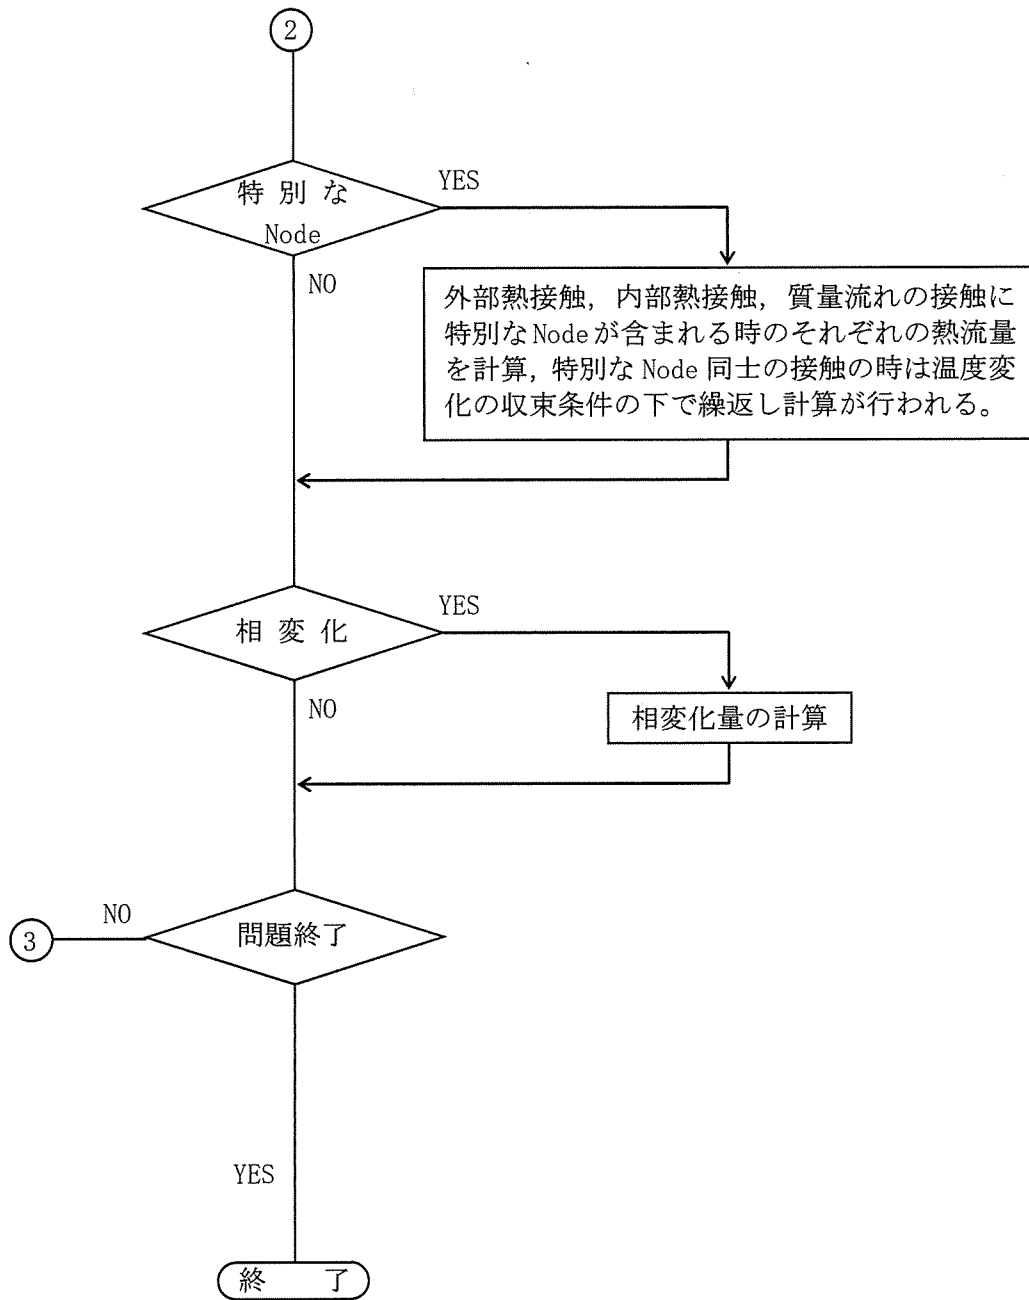 2
特別な
Node
YES
NO
外部熱接触,内部熱接触,質量流れの接触に
特別なNodeが含まれる時のそれぞれの熱流量
を計算,特別なNode同士の接触の時は温度変
化の収束条件の下で繰返し計算が行われる。
相変化
YES
NO
相変化量の計算
問題終了
NO
3
YES
終　了